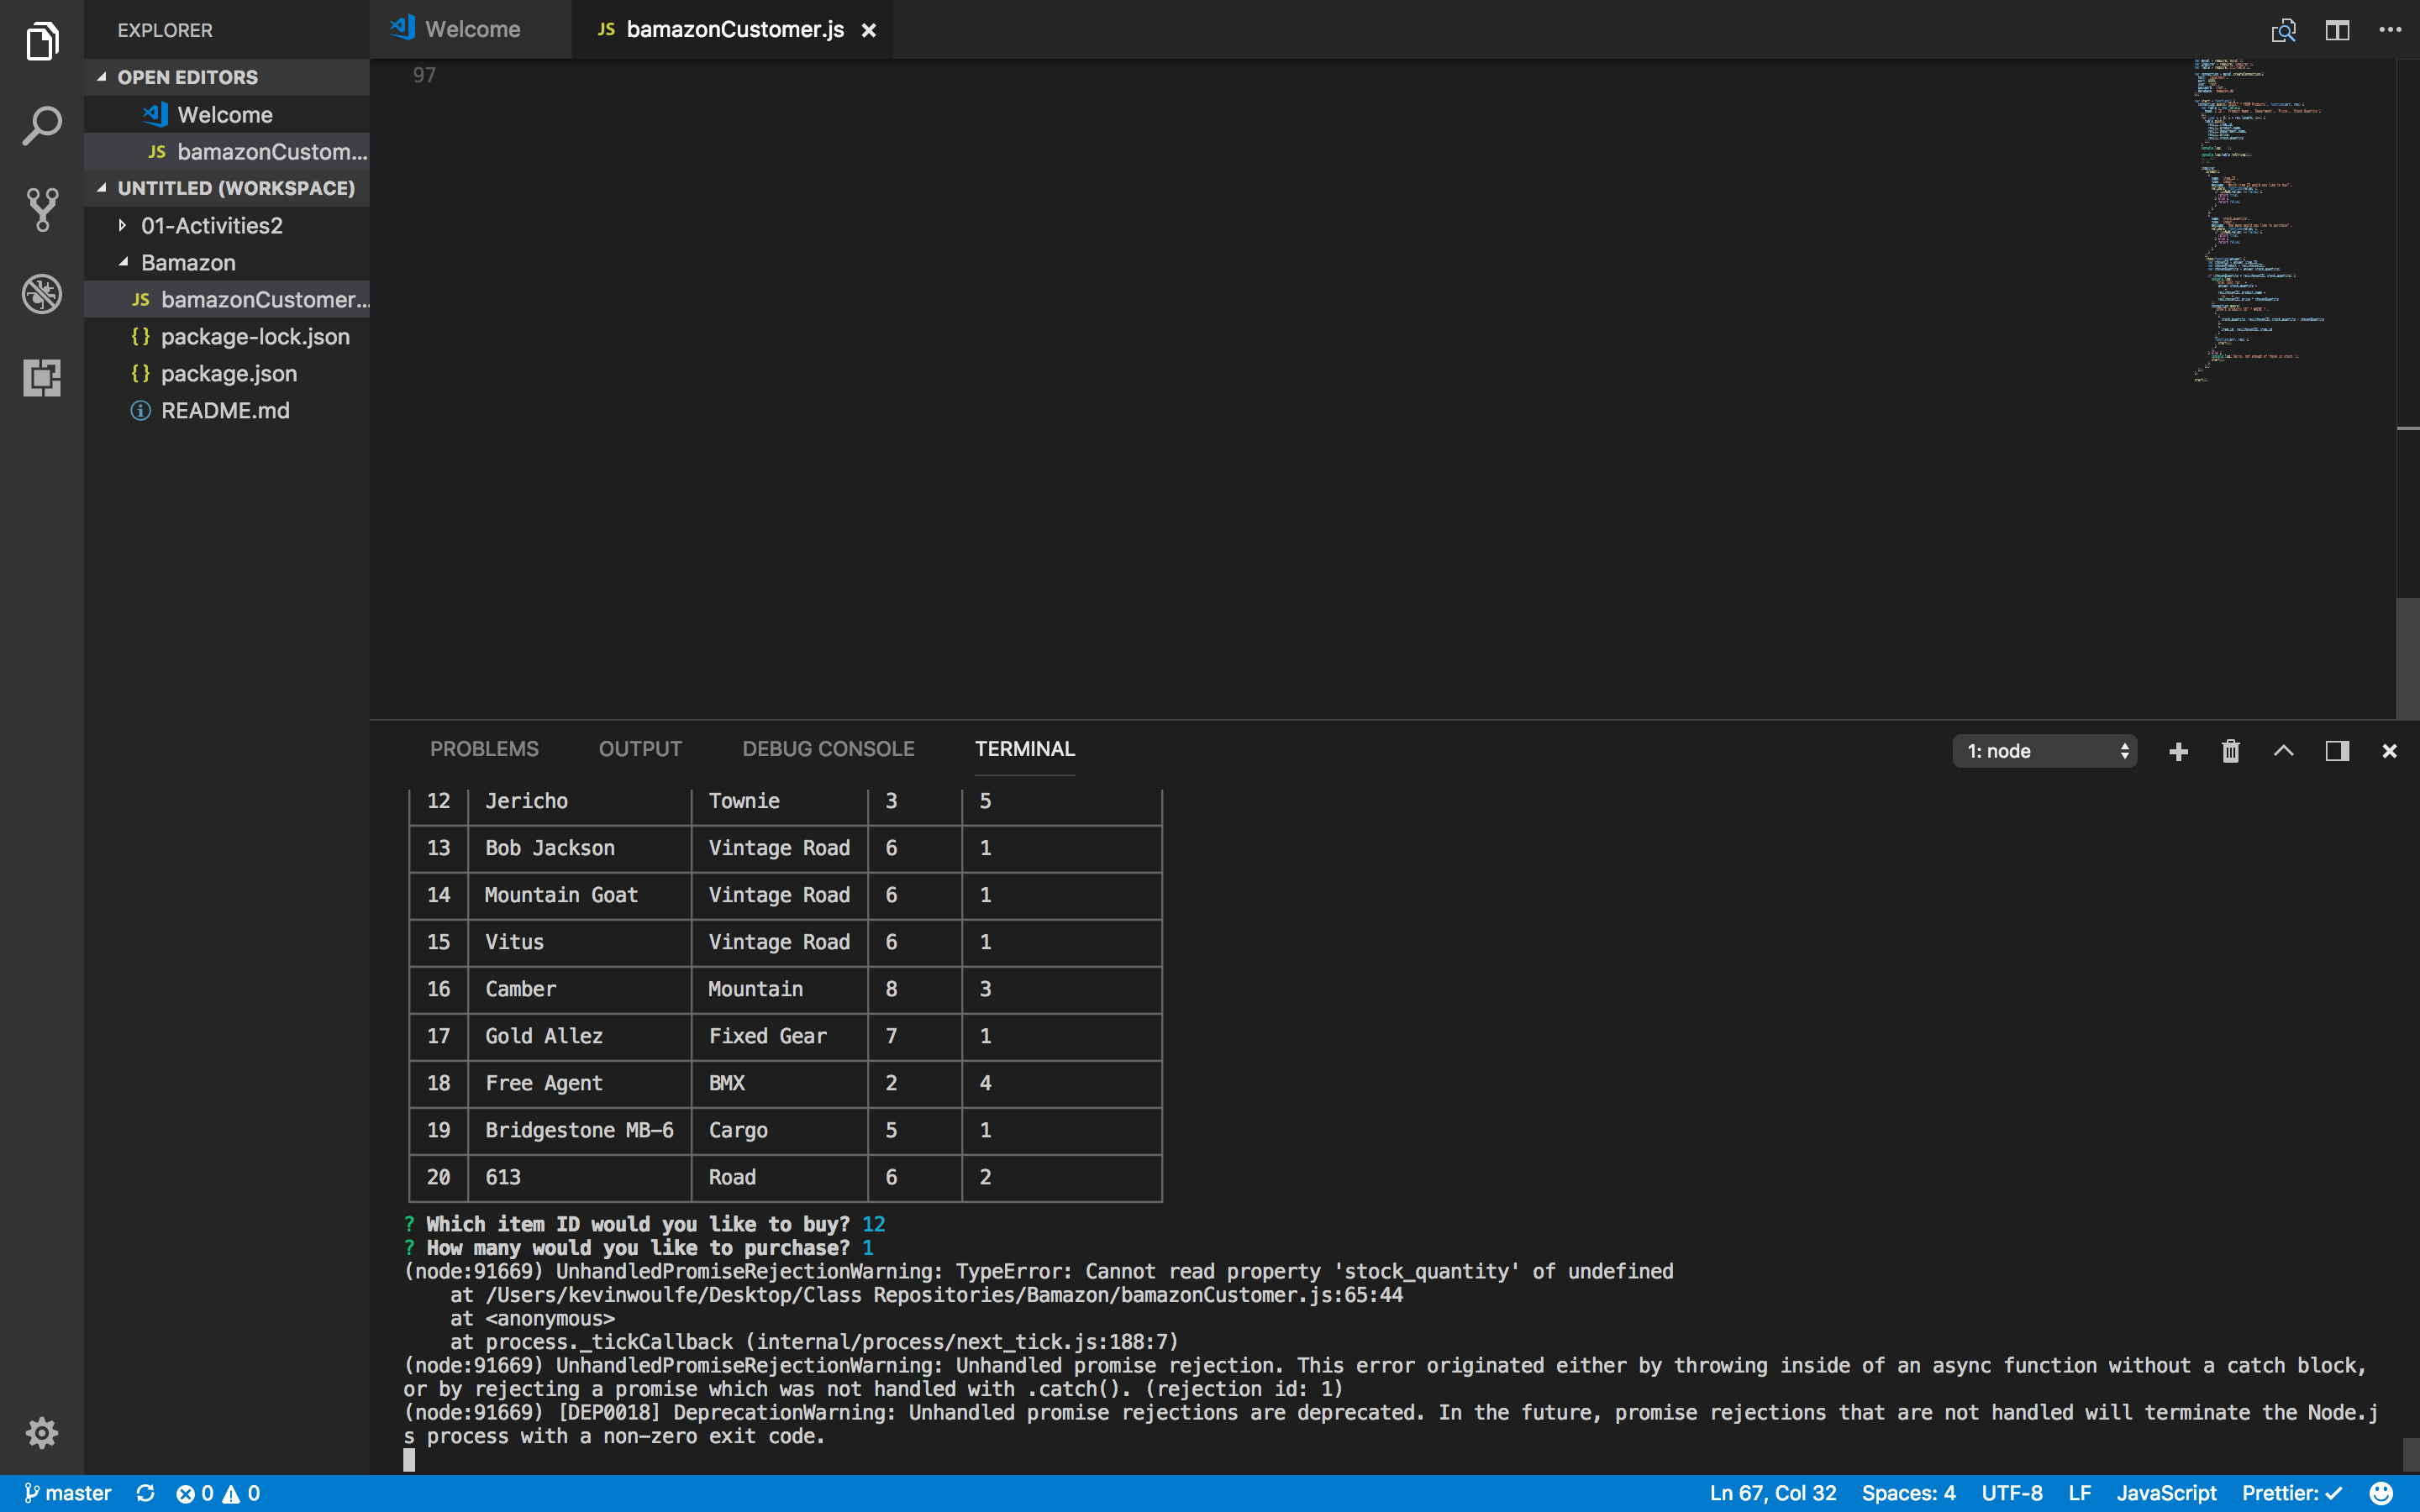 EXPLORER
OPEN EDITORS
Welcome
JS bamazonCustom...
UNTITLED (WORKSPACE)
01-Activities2
Bamazon
JS bamazonCustomer...
{} package-lock.json
{} package.json
README.md
Welcome
JS bamazonCustomer.js
97
PROBLEMS OUTPUT DEBUG CONSOLE TERMINAL
1: node
12 Jericho Townie 3 5
13 Bob Jackson Vintage Road 6 1
14 Mountain Goat Vintage Road 6 1
15 Vitus Vintage Road 6 1
16 Camber Mountain 8 3
17 Gold Allez Fixed Gear 7 1
18 Free Agent BMX 2 4
19 Bridgestone MB-6 Cargo 5 1
20 613 Road 6 2
? Which item ID would you like to buy? 12
? How many would you like to purchase? 1
(node:91669) UnhandledPromiseRejectionWarning: TypeError: Cannot read property 'stock_quantity' of undefined
at /Users/kevinwoulfe/Desktop/Class Repositories/Bamazon/bamazonCustomer.js:65:44
at <anonymous>
at process._tickCallback (internal/process/next_tick.js:188:7)
(node:91669) UnhandledPromiseRejectionWarning: Unhandled promise rejection. This error originated either by throwing inside of an async function without a catch block,
or by rejecting a promise which was not handled with .catch(). (rejection id: 1)
(node:91669) [DEP0018] DeprecationWarning: Unhandled promise rejections are deprecated. In the future, promise rejections that are not handled will terminate the Node.j
s process with a non-zero exit code.
master 0 0 Ln 67, Col 32 Spaces: 4 UTF-8 LF JavaScript Prettier: ✓